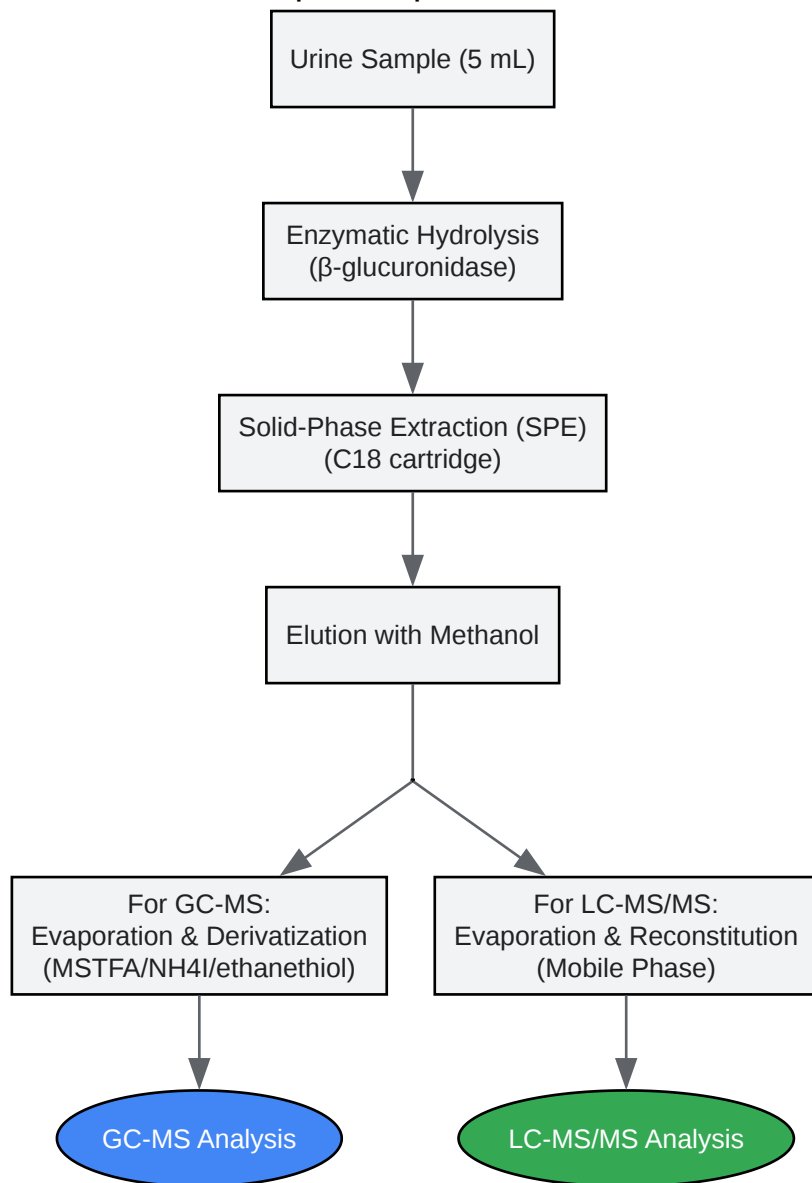 Urine Sample (5 mL)
Enzymatic Hydrolysis
(β-glucuronidase)
Solid-Phase Extraction (SPE)
(C18 cartridge)
Elution with Methanol
For GC-MS:
Evaporation & Derivatization
(MSTFA/NH4I/ethanethiol)
For LC-MS/MS:
Evaporation & Reconstitution
(Mobile Phase)
GC-MS Analysis
LC-MS/MS Analysis